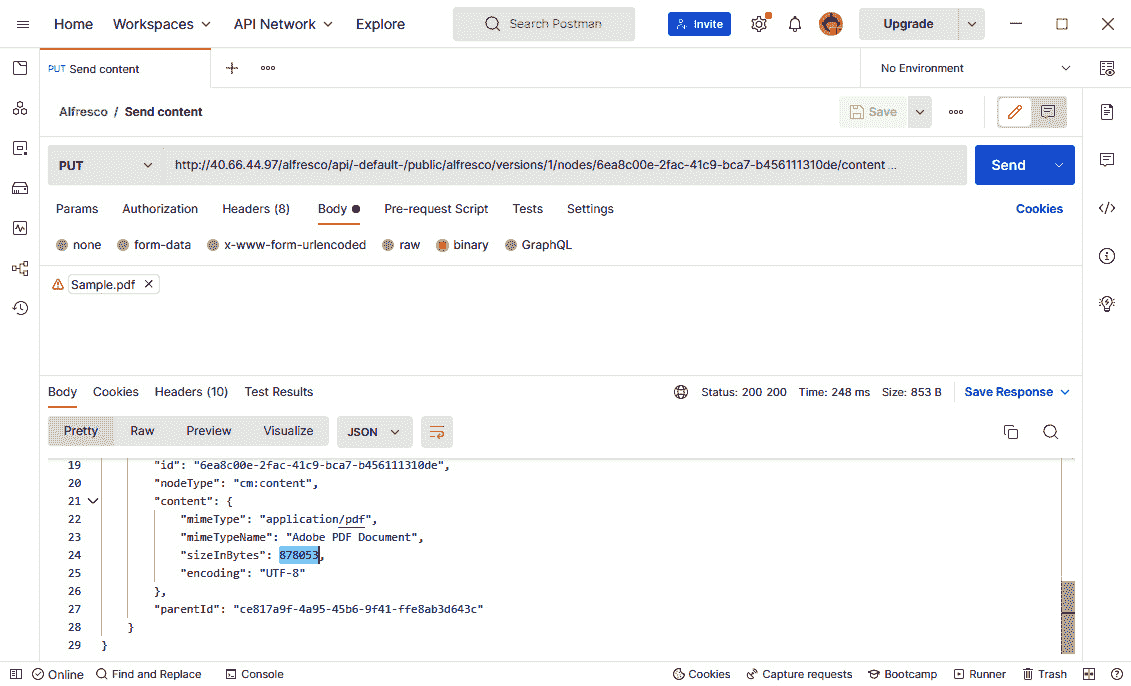 Home Workspaces API Network Explore Search Postman Invite Upgrade
PUT Send content No Environment
Alfresco / Send content Save
PUT http://40.66.44.97/alfresco/api/-default-/public/alfresco/versions/1/nodes/6ea8c00e-2fac-41c9-bca7-b456111310de/content ... Send
Params Authorization Headers (8) Body Pre-request Script Tests Settings Cookies
none form-data x-www-form-urlencoded raw binary GraphQL
Sample.pdf
Body Cookies Headers (10) Test Results Status: 200 200 Time: 248 ms Size: 853 B Save Response
Pretty Raw Preview Visualize JSON
19 "id": "6ea8c00e-2fac-41c9-bca7-b456111310de",
20 "nodeType": "cm:content",
21 "content": {
22 "mimeType": "application/pdf",
23 "mimeTypeName": "Adobe PDF Document",
24 "sizeInBytes": 878053,
25 "encoding": "UTF-8"
26 },
27 "parentId": "ce817a9f-4a95-45b6-9f41-ffe8ab3d643c"
28 }
29 }
Online Find and Replace Console Cookies Capture requests Bootcamp Runner Trash